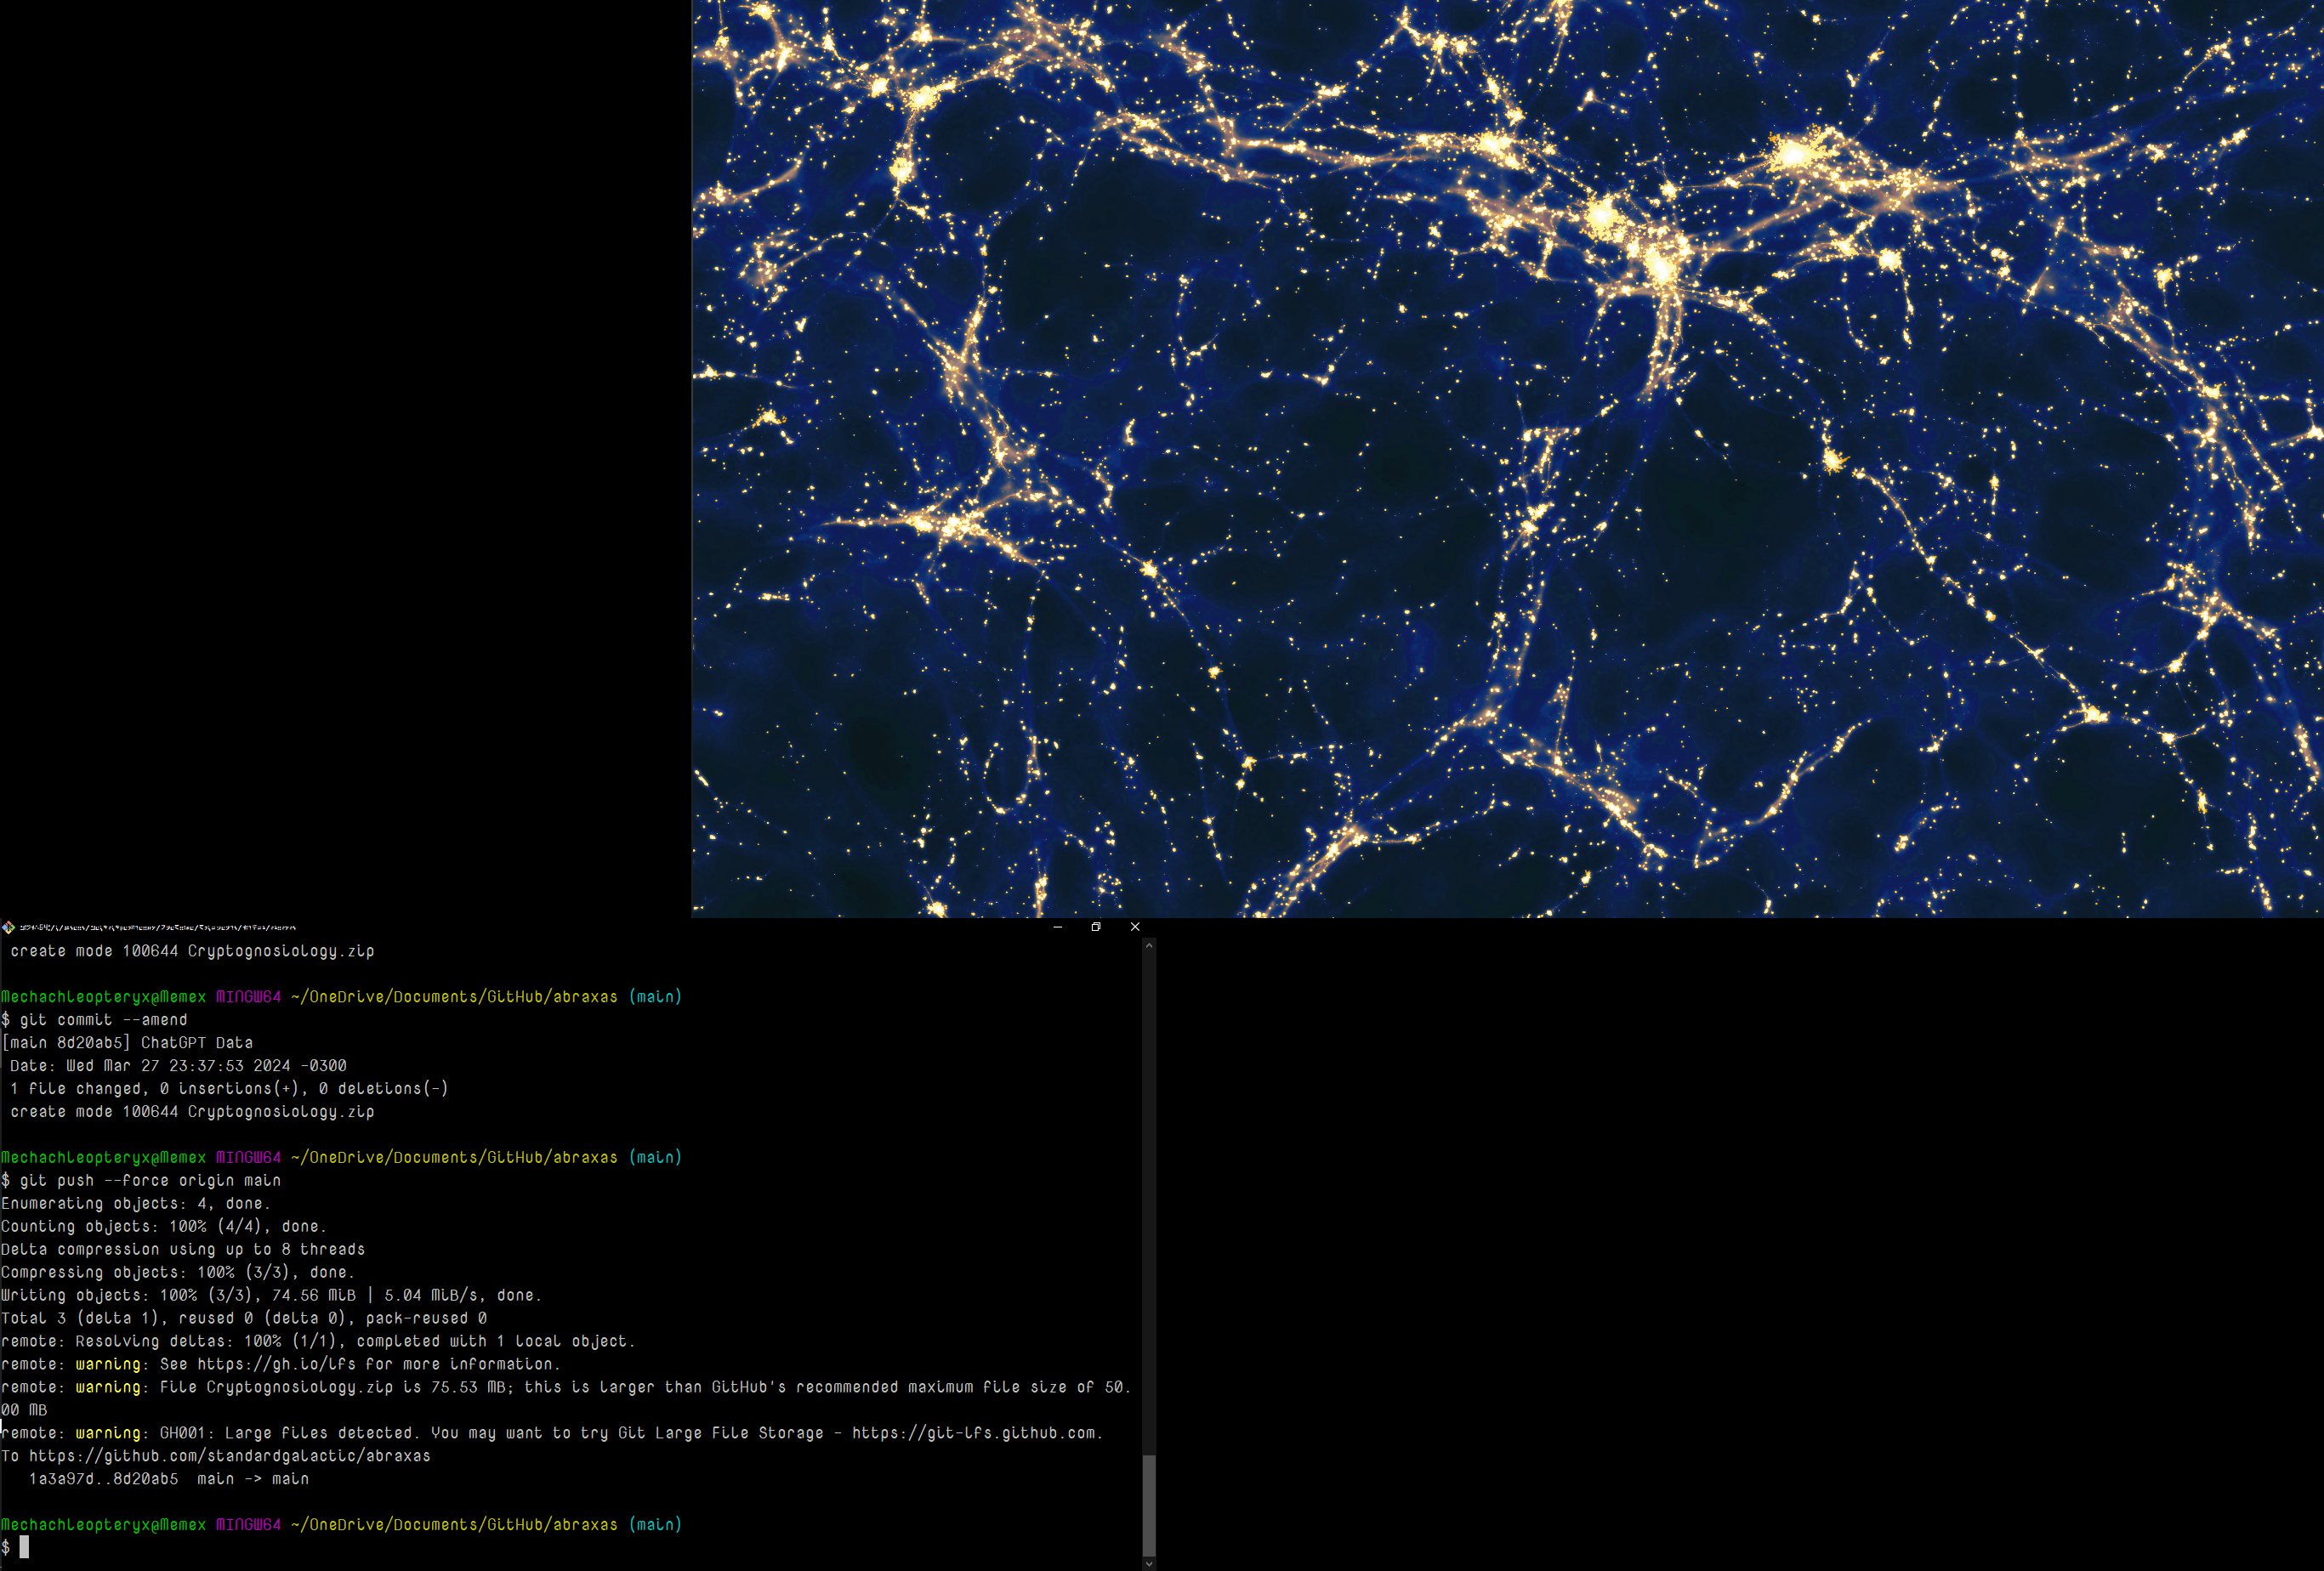 create mode 100644 Cryptognosiology.zip
Mechachleopteryx@Memex MINGW64 ~/OneDrive/Documents/GitHub/abraxas (main)
$ git commit --amend
[main 8d20ab5] ChatGPT Data
Date: Wed Mar 27 23:37:53 2024 -0300
1 file changed, 0 insertions(+), 0 deletions(-)
create mode 100644 Cryptognosiology.zip
Mechachleopteryx@Memex MINGW64 ~/OneDrive/Documents/GitHub/abraxas (main)
$ git push --force origin main
Enumerating objects: 4, done.
Counting objects: 100% (4/4), done.
Delta compression using up to 8 threads
Compressing objects: 100% (3/3), done.
Writing objects: 100% (3/3), 74.56 MiB | 5.04 MiB/s, done.
Total 3 (delta 1), reused 0 (delta 0), pack-reused 0
remote: Resolving deltas: 100% (1/1), completed with 1 local object.
remote: warning: See https://gh.io/lfs for more information.
remote: warning: File Cryptognosiology.zip is 75.53 MB; this is larger than GitHub's recommended maximum file size of 50.
00 MB
remote: warning: GH001: Large files detected. You may want to try Git Large File Storage - https://git-lfs.github.com.
To https://github.com/standardgalactic/abraxas
1a3a97d..8d20ab5  main -> main
Mechachleopteryx@Memex MINGW64 ~/OneDrive/Documents/GitHub/abraxas (main)
$